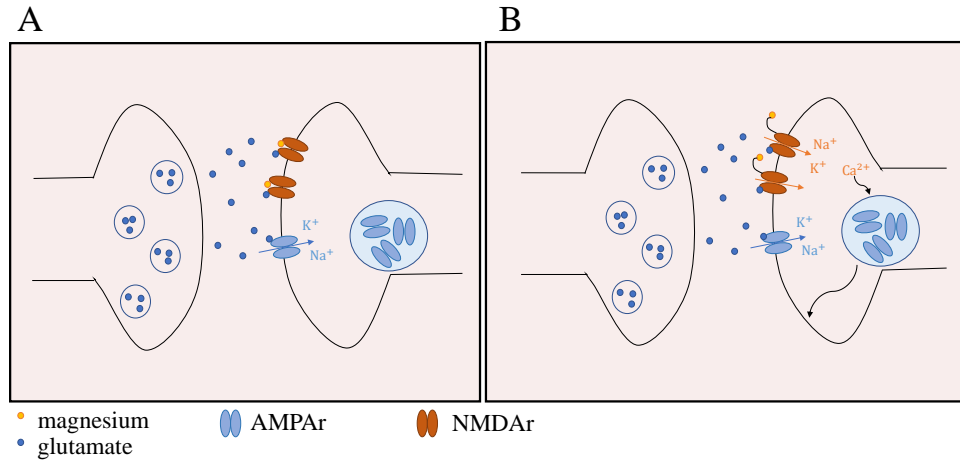 A
B
K⁺
Na⁺
Na⁺
K⁺
Ca²⁺
K⁺
Na⁺
magnesium
glutamate
AMPAr
NMDAr